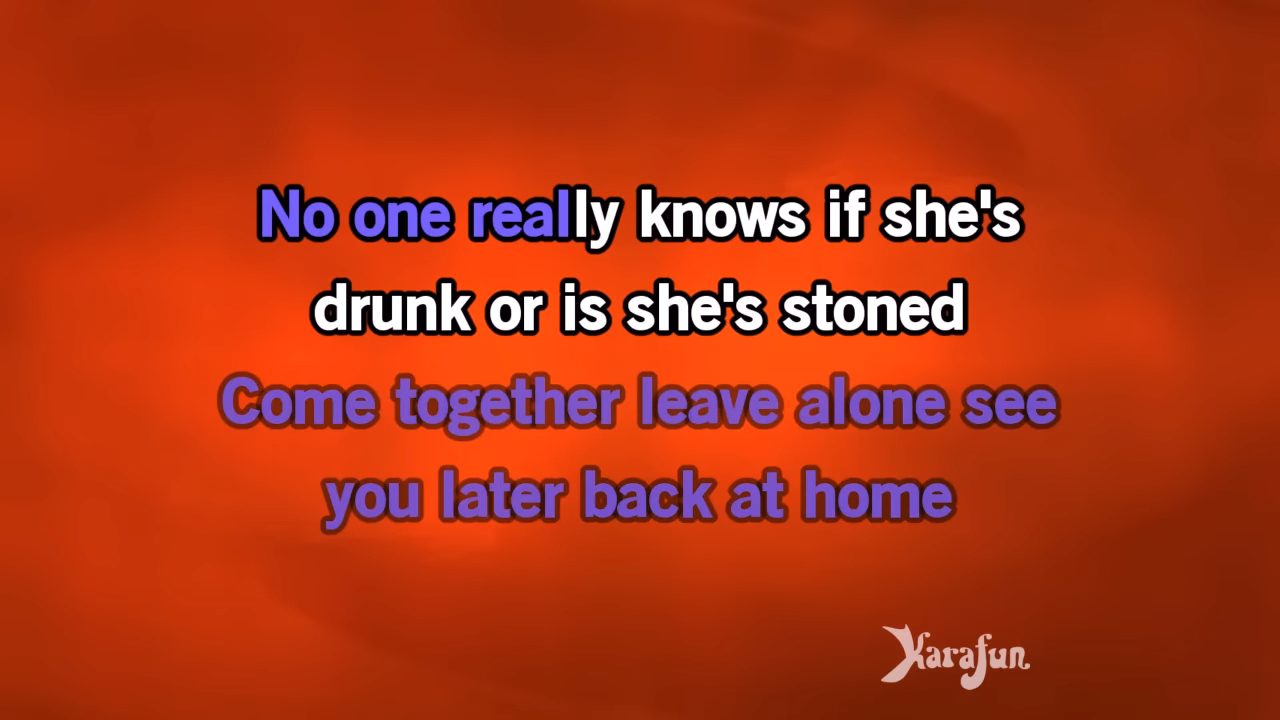 No one really knows if she's
drunk or is she's stoned
Come together leave alone see
you later back at home
Karafun